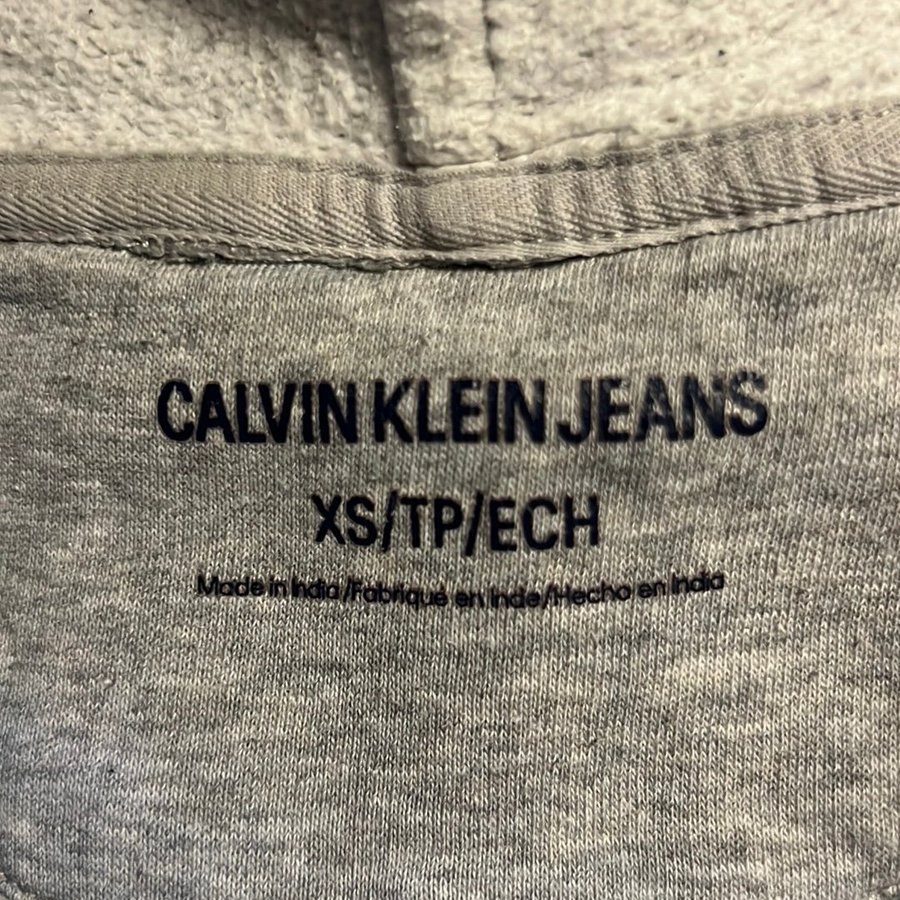 CALVIN KLEIN JEANS
XS/TP/ECH
Made in India/Fabriqué en Inde/Hecho en India